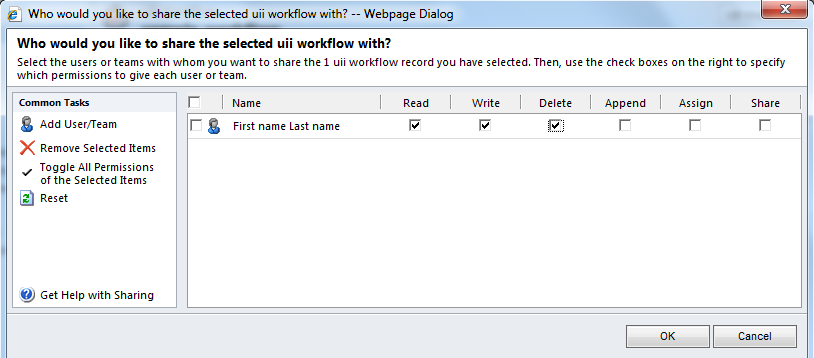 Who would you like to share the selected uii workflow with? -- Webpage Dialog
Who would you like to share the selected uii workflow with?
Select the users or teams with whom you want to share the 1 uii workflow record you have selected. Then, use the check boxes on the right to specify
which permissions to give each user or team.
Common Tasks
Add User/Team
Remove Selected Items
Toggle All Permissions
of the Selected Items
Reset
Get Help with Sharing
Name Read Write Delete Append Assign Share
First name Last name
OK Cancel